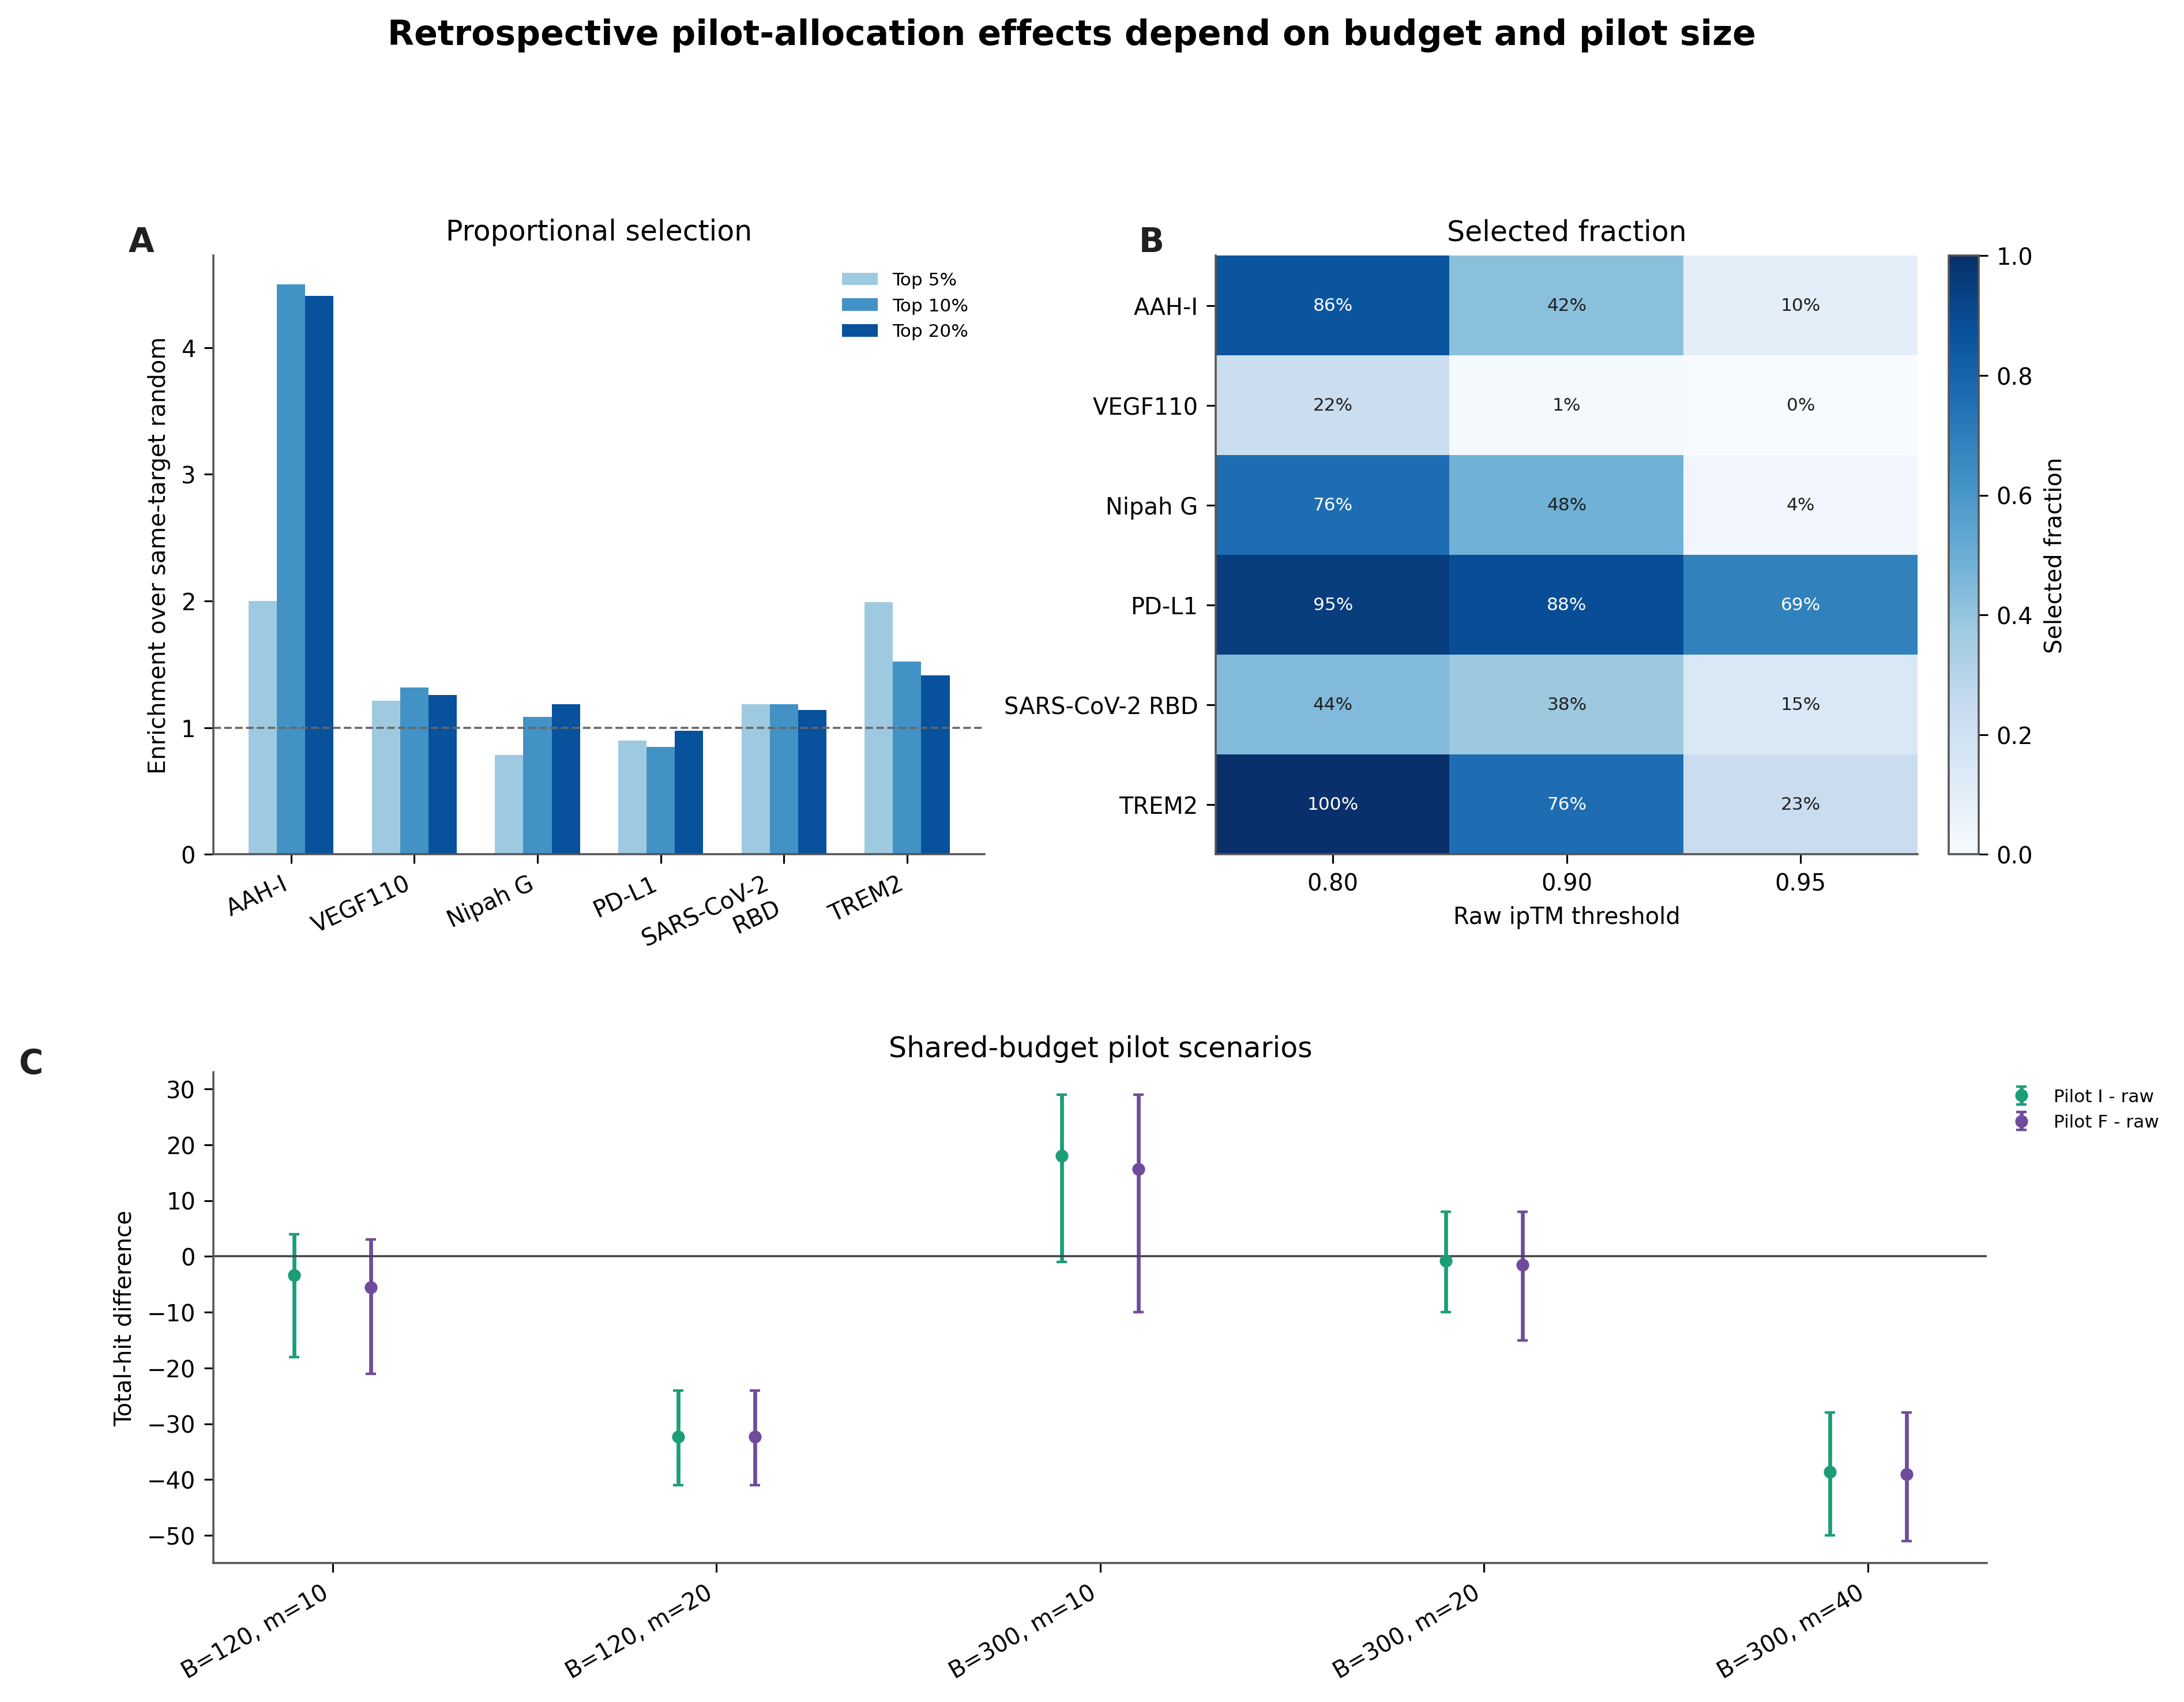 Retrospective pilot-allocation effects depend on budget and pilot size
A
Proportional selection
Enrichment over same-target random
4
3
2
1
0
Top 5%
Top 10%
Top 20%
AAH-I
VEGF110
Nipah G
PD-L1
SARS-CoV-2
RBD
TREM2
B
Selected fraction
AAH-I
86%
42%
10%
VEGF110
22%
1%
0%
Nipah G
76%
48%
4%
PD-L1
95%
88%
69%
SARS-CoV-2 RBD
44%
38%
15%
TREM2
100%
76%
23%
0.80
0.90
0.95
Raw ipTM threshold
1.0
0.8
0.6
0.4
0.2
0.0
Selected fraction
C
Shared-budget pilot scenarios
Total-hit difference
30
20
10
0
−10
−20
−30
−40
−50
Pilot I - raw
Pilot F - raw
B=120, m=10
B=120, m=20
B=300, m=10
B=300, m=20
B=300, m=40